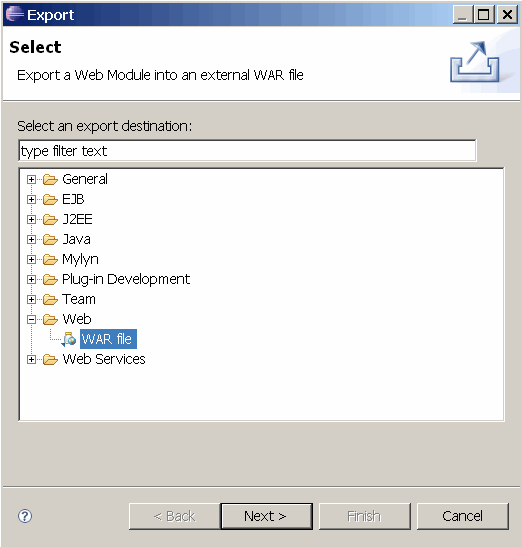 Export
Select
Export a Web Module into an external WAR file
Select an export destination:
type filter text
General
EJB
J2EE
Java
Mylyn
Plug-in Development
Team
Web
WAR file
Web Services
? < Back Next > Finish Cancel